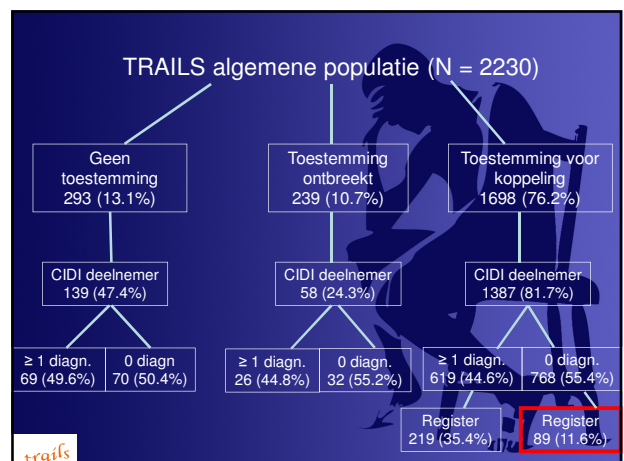 TRAILS algemene populatie (N = 2230)
Geen
toestemming
293 (13.1%)
Toestemming
ontbreekt
239 (10.7%)
Toestemming voor
koppeling
1698 (76.2%)
CIDI deelnemer
139 (47.4%)
CIDI deelnemer
58 (24.3%)
CIDI deelnemer
1387 (81.7%)
≥ 1 diagn.
69 (49.6%)
0 diagn
70 (50.4%)
≥ 1 diagn.
26 (44.8%)
0 diagn.
32 (55.2%)
≥ 1 diagn.
619 (44.6%)
0 diagn.
768 (55.4%)
Register
219 (35.4%)
Register
89 (11.6%)
trails